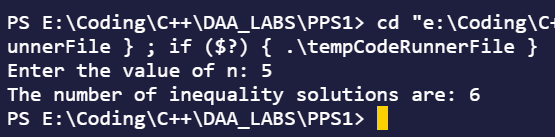 PS E:\Coding\C++\DAA_LABS\PPS1> cd "e:\Coding\C+
unnerFile } ; if ($?) { .\tempCodeRunnerFile }
Enter the value of n: 5
The number of inequality solutions are: 6
PS E:\Coding\C++\DAA_LABS\PPS1>